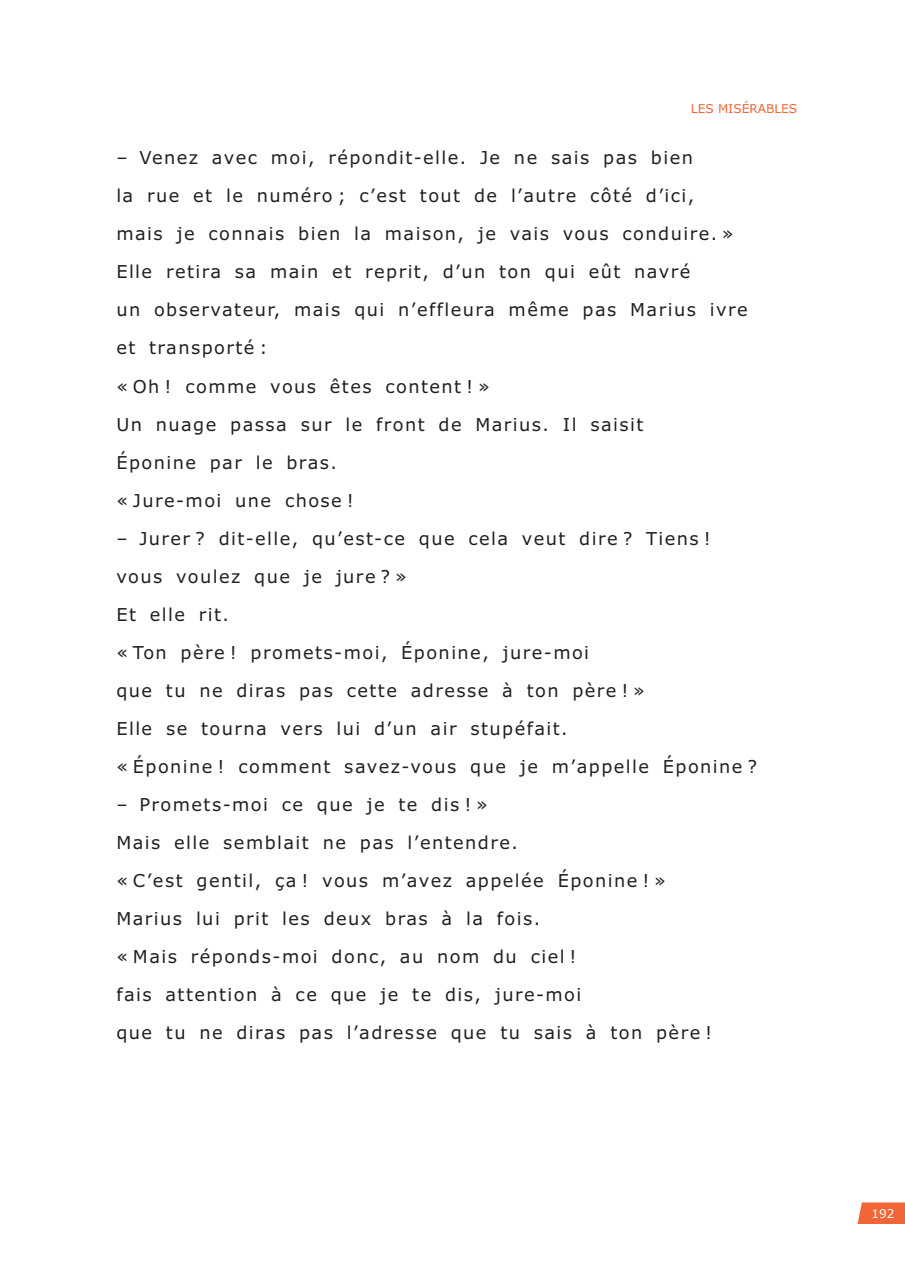 LES MISÉRABLES
– Venez avec moi, répondit-elle. Je ne sais pas bien
la rue et le numéro ; c’est tout de l’autre côté d’ici,
mais je connais bien la maison, je vais vous conduire. »
Elle retira sa main et reprit, d’un ton qui eût navré
un observateur, mais qui n’effleura même pas Marius ivre
et transporté :
« Oh ! comme vous êtes content ! »
Un nuage passa sur le front de Marius. Il saisit
Éponine par le bras.
« Jure-moi une chose !
– Jurer ? dit-elle, qu’est-ce que cela veut dire ? Tiens !
vous voulez que je jure ? »
Et elle rit.
« Ton père ! promets-moi, Éponine, jure-moi
que tu ne diras pas cette adresse à ton père ! »
Elle se tourna vers lui d’un air stupéfait.
« Éponine ! comment savez-vous que je m’appelle Éponine ?
– Promets-moi ce que je te dis ! »
Mais elle semblait ne pas l’entendre.
« C’est gentil, ça ! vous m’avez appelée Éponine ! »
Marius lui prit les deux bras à la fois.
« Mais réponds-moi donc, au nom du ciel !
fais attention à ce que je te dis, jure-moi
que tu ne diras pas l’adresse que tu sais à ton père !
192